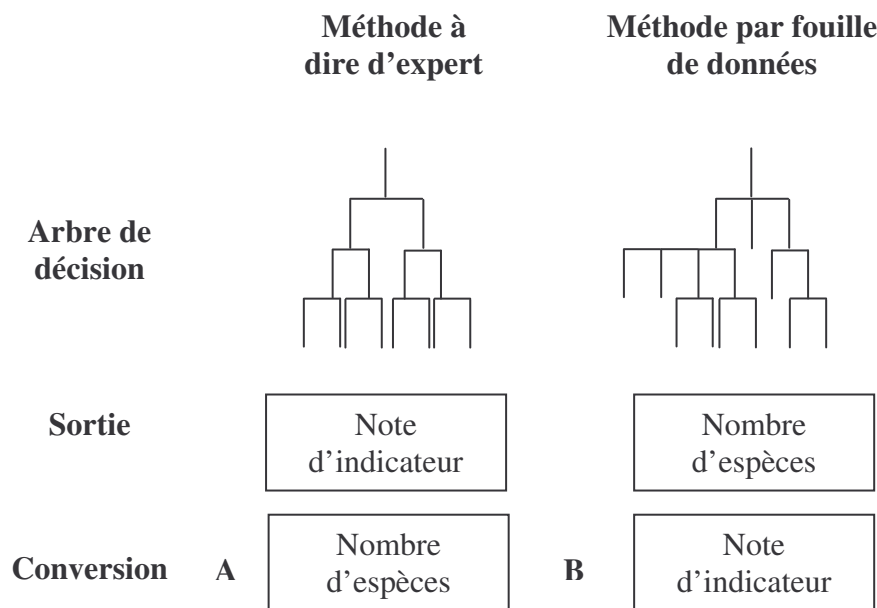 Méthode à
dire d'expert
Méthode par fouille
de données
Arbre de
décision
Sortie
Note
d'indicateur
Nombre
d'espèces
Conversion
A
Nombre
d'espèces
B
Note
d'indicateur